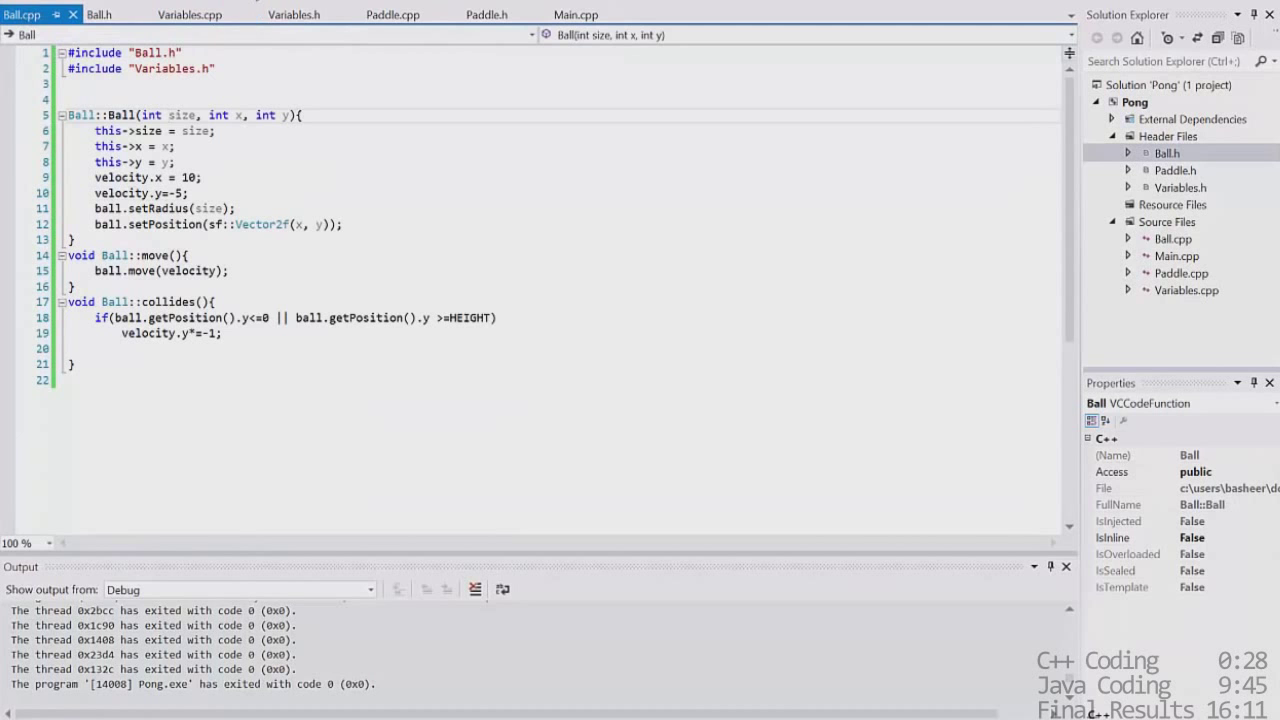 Ball.cpp Ball.h Variables.cpp Variables.h Paddle.cpp Paddle.h Main.cpp
Ball Ball(int size, int x, int y)
1 #include "Ball.h"
2 #include "Variables.h"
3
4
5 Ball::Ball(int size, int x, int y){
6 this->size = size;
7 this->x = x;
8 this->y = y;
9 velocity.x = 10;
10 velocity.y=-5;
11 ball.setRadius(size);
12 ball.setPosition(sf::Vector2f(x, y));
13 }
14 void Ball::move(){
15 ball.move(velocity);
16 }
17 void Ball::collides(){
18 if(ball.getPosition().y<=0 || ball.getPosition().y >=HEIGHT)
19 velocity.y*=-1;
20
21 }
22
100 %
Output
Show output from: Debug
The thread 0x2bcc has exited with code 0 (0x0).
The thread 0x1c90 has exited with code 0 (0x0).
The thread 0x1408 has exited with code 0 (0x0).
The thread 0x23d4 has exited with code 0 (0x0).
The thread 0x132c has exited with code 0 (0x0).
The program '[14008] Pong.exe' has exited with code 0 (0x0).
Solution Explorer
Search Solution Explorer (Ctrl+;)
Solution 'Pong' (1 project)
Pong
External Dependencies
Header Files
Ball.h
Paddle.h
Variables.h
Resource Files
Source Files
Ball.cpp
Main.cpp
Paddle.cpp
Variables.cpp
Properties
Ball VCCodeFunction
C++
(Name) Ball
Access public
File c:\users\basheer\do
FullName Ball::Ball
IsInjected False
IsInline False
IsOverloaded False
IsSealed False
IsTemplate False
C++
C++ Coding 0:28
Java Coding 9:45
Final Results 16:11